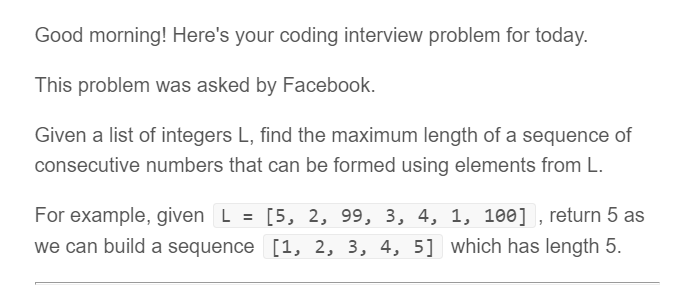 Good morning! Here's your coding interview problem for today.
This problem was asked by Facebook.
Given a list of integers L, find the maximum length of a sequence of
consecutive numbers that can be formed using elements from L.
For example, given L = [5, 2, 99, 3, 4, 1, 100] , return 5 as
we can build a sequence [1, 2, 3, 4, 5] which has length 5.